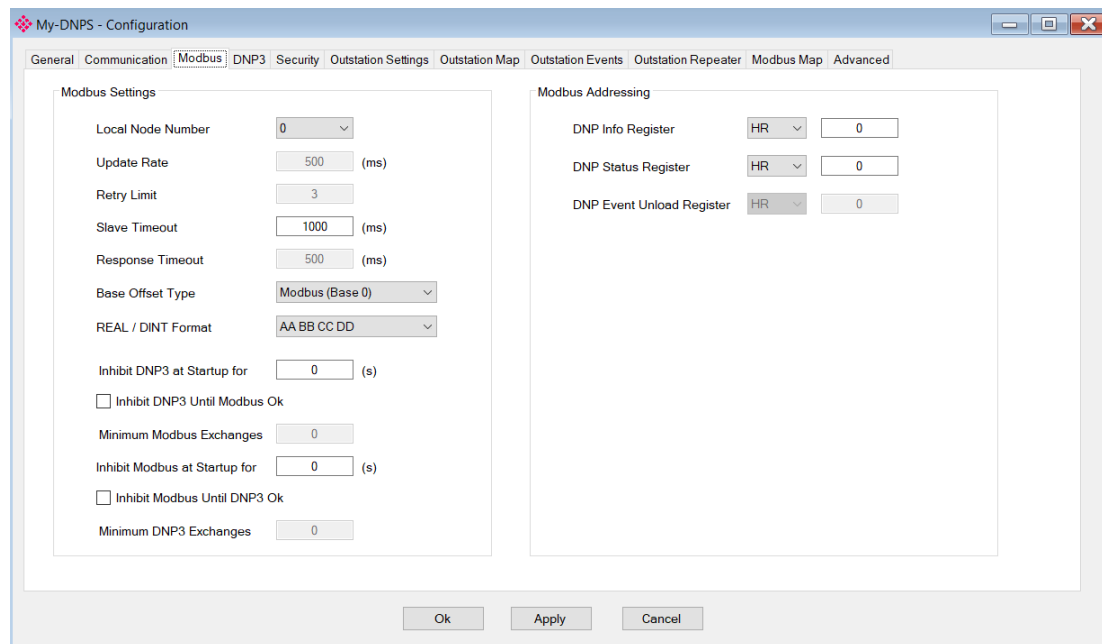 My-DNPS - Configuration
General Communication Modbus DNP3 Security Outstation Settings Outstation Map Outstation Events Outstation Repeater Modbus Map Advanced
Modbus Settings
Local Node Number 0
Update Rate 500 (ms)
Retry Limit 3
Slave Timeout 1000 (ms)
Response Timeout 500 (ms)
Base Offset Type Modbus (Base 0)
REAL / DINT Format AA BB CC DD
Inhibit DNP3 at Startup for 0 (s)
Inhibit DNP3 Until Modbus Ok
Minimum Modbus Exchanges 0
Inhibit Modbus at Startup for 0 (s)
Inhibit Modbus Until DNP3 Ok
Minimum DNP3 Exchanges 0
Modbus Addressing
DNP Info Register HR 0
DNP Status Register HR 0
DNP Event Unload Register HR 0
Ok Apply Cancel